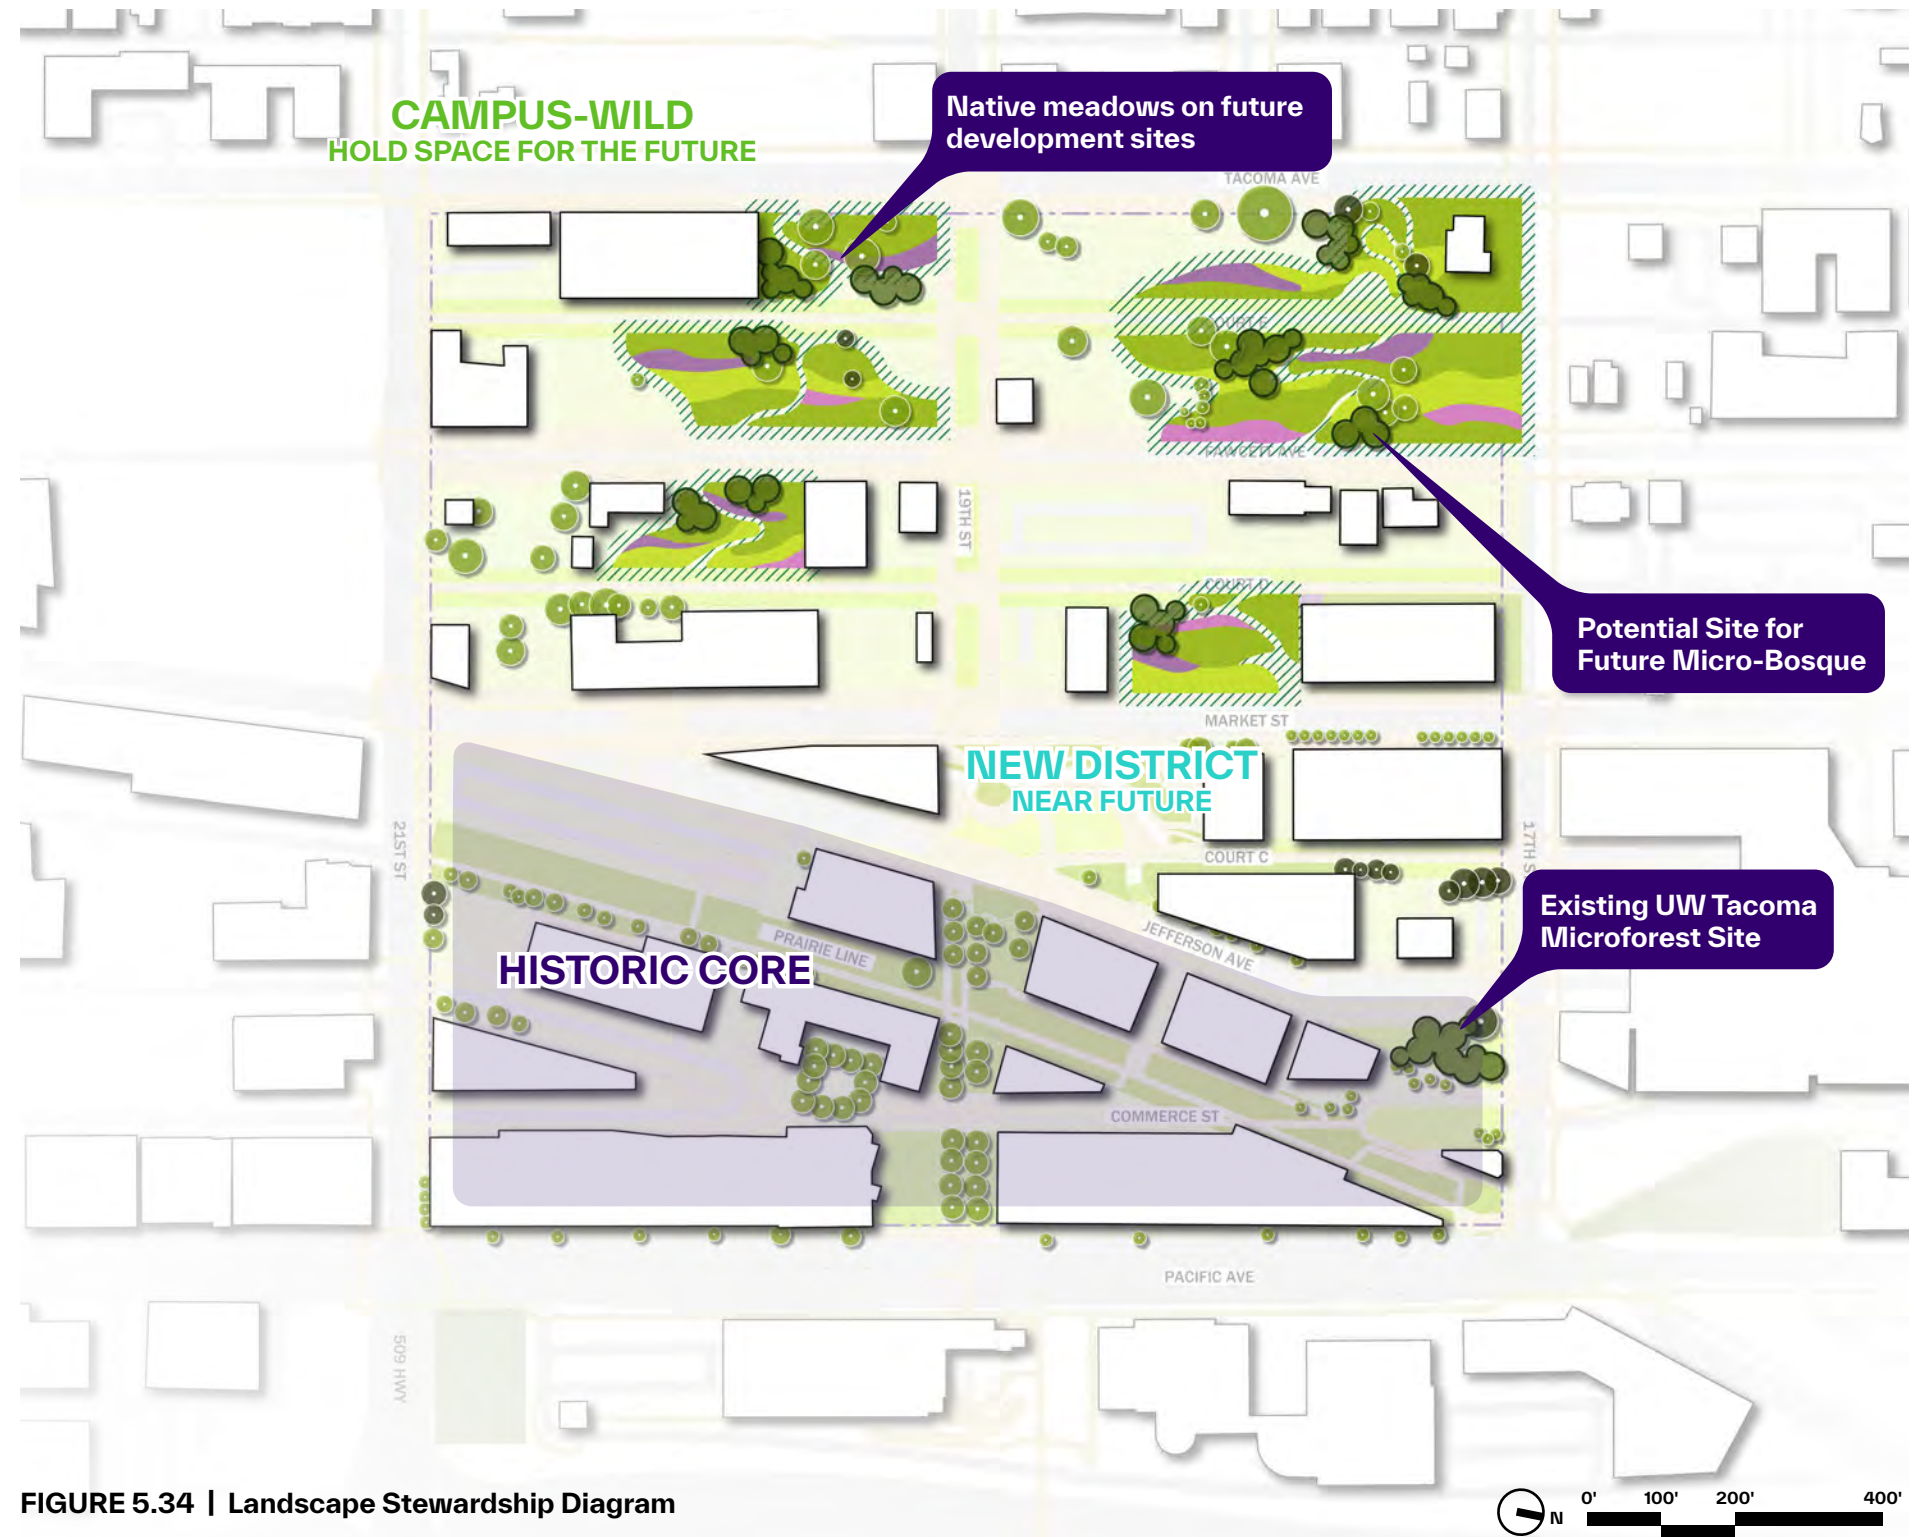 CAMPUS-WILD
HOLD SPACE FOR THE FUTURE
Native meadows on future
development sites
TACOMA AVE
COURT E
FAWCETT AVE
19TH ST
COURT D
Potential Site for
Future Micro-Bosque
MARKET ST
NEW DISTRICT
NEAR FUTURE
21ST ST
COURT C
17TH ST
Existing UW Tacoma
Microforest Site
JEFFERSON AVE
PRAIRIE LINE
HISTORIC CORE
COMMERCE ST
PACIFIC AVE
509 HWY
FIGURE 5.34 | Landscape Stewardship Diagram
N
0' 100' 200' 400'